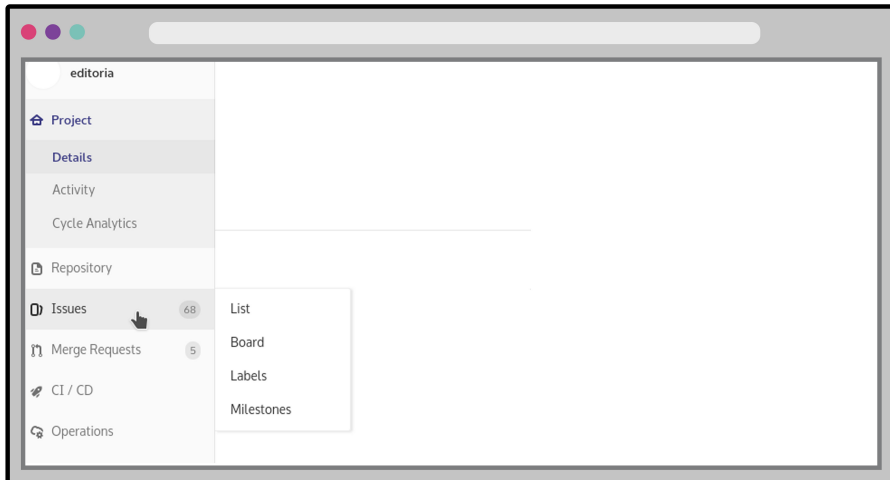 editoria
Project
Details
Activity
Cycle Analytics
Repository
Issues 68
Merge Requests 5
CI / CD
Operations
List
Board
Labels
Milestones